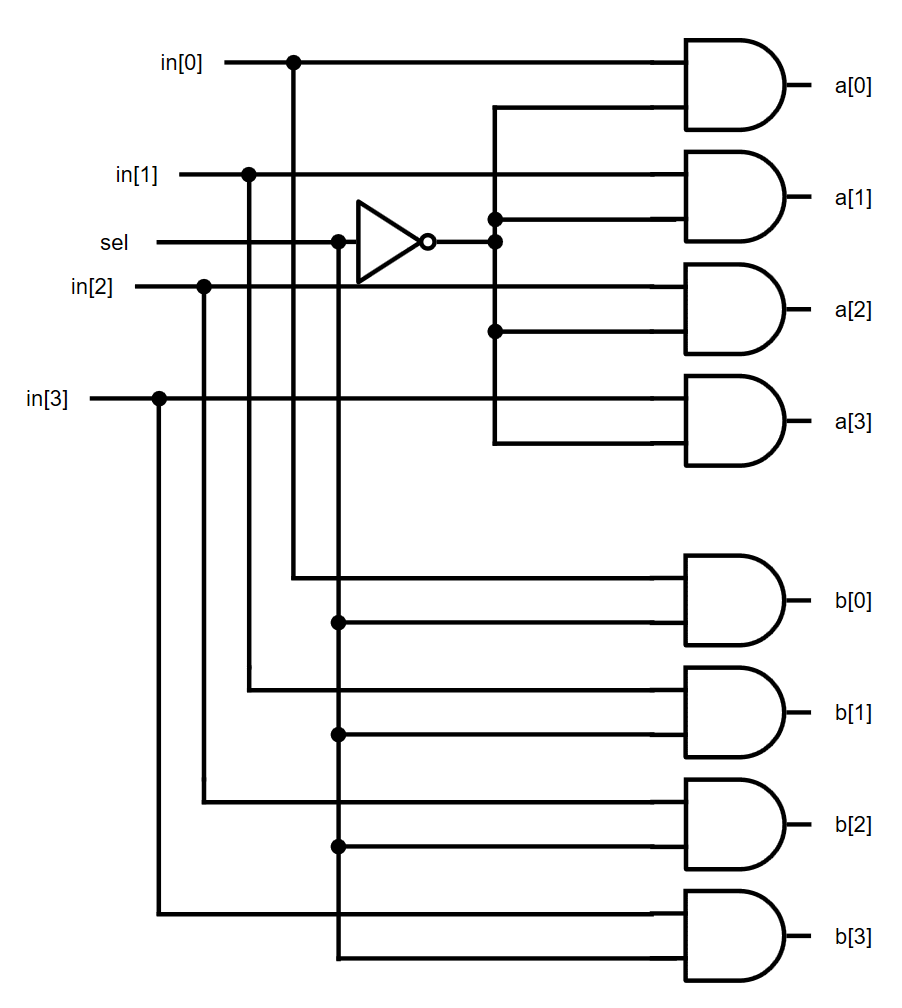 in[0]
a[0]
in[1]
a[1]
sel
in[2]
a[2]
in[3]
a[3]
b[0]
b[1]
b[2]
b[3]